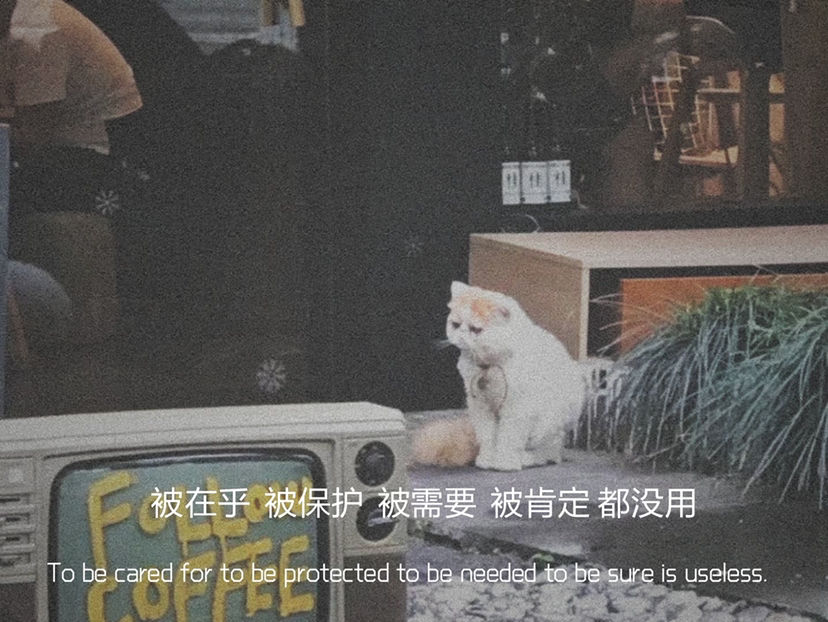 被在乎 被保护 被需要 被肯定 都没用
FOLLOW
To be cared for to be protected to be needed to be sure is useless.
COFFEE